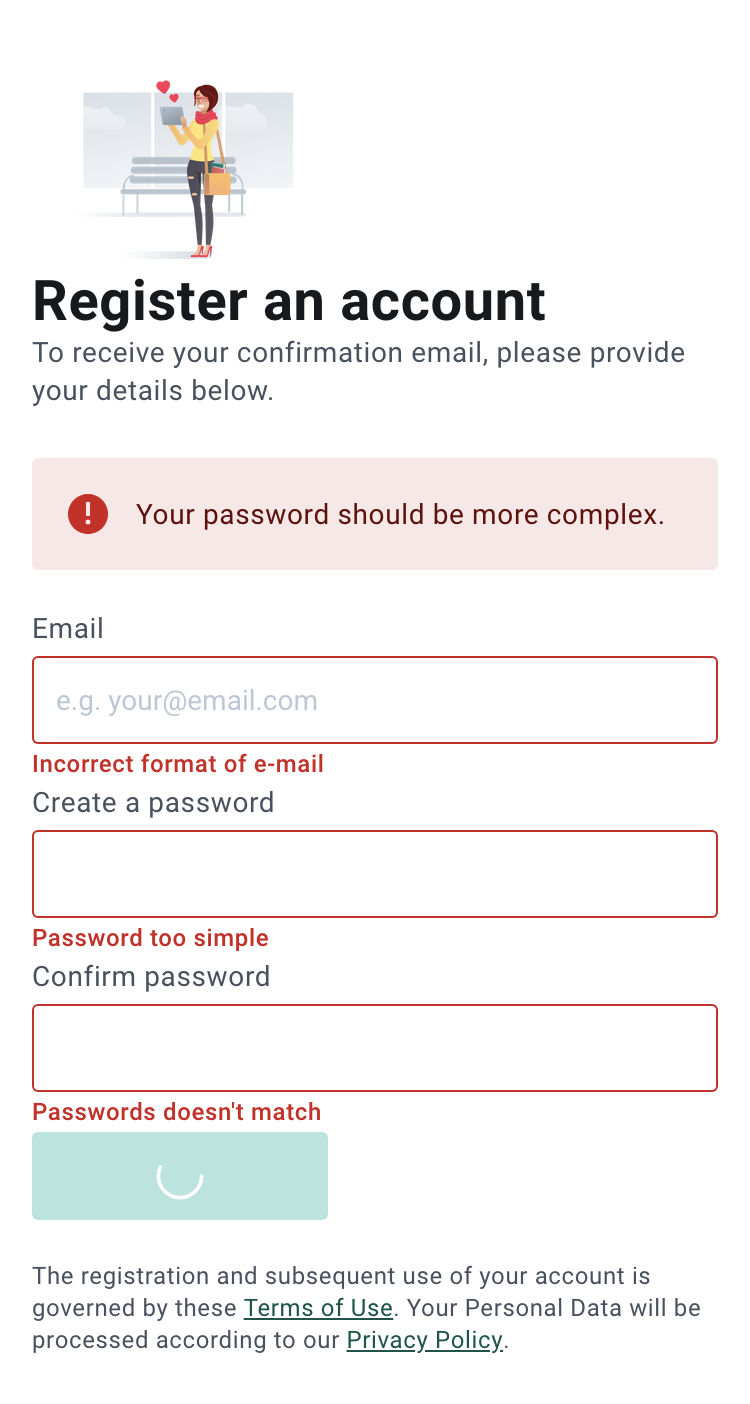 Register an account
To receive your confirmation email, please provide
your details below.
Your password should be more complex.
Email
e.g. your@email.com
Incorrect format of e-mail
Create a password
Password too simple
Confirm password
Passwords doesn't match
The registration and subsequent use of your account is
governed by these Terms of Use. Your Personal Data will be
processed according to our Privacy Policy.